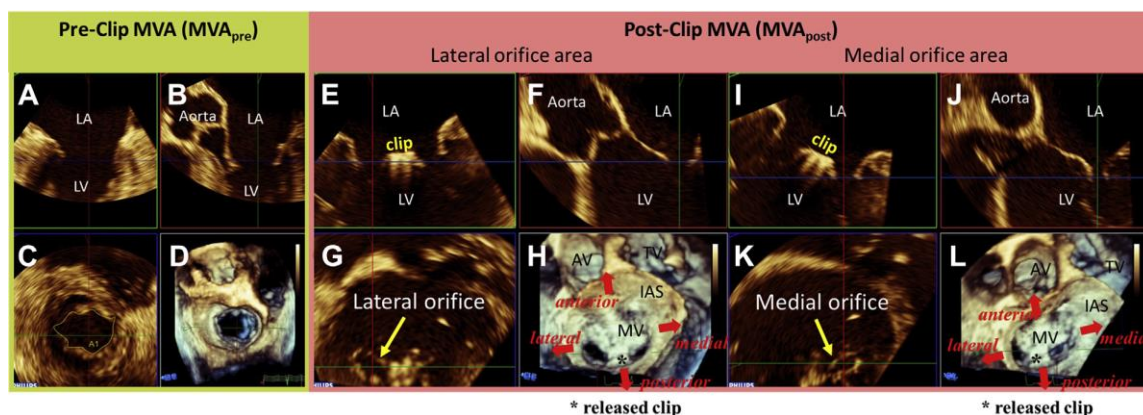 Pre-Clip MVA (MVApre)
Post-Clip MVA (MVApost)
Lateral orifice area
Medial orifice area
A
LA
LV
B
Aorta
LA
LV
E
LA
clip
LV
F
Aorta
LA
LV
I
LA
clip
LV
J
Aorta
LA
LV
C
A1
D
G
Lateral orifice
PHILIPS
H
AV
TV
anterior
IAS
MV
lateral
medial
*
posterior
K
Medial orifice
PHILIPS
L
AV
TV
anterior
IAS
MV
lateral
medial
*
posterior
PHILIPS
* released clip
* released clip